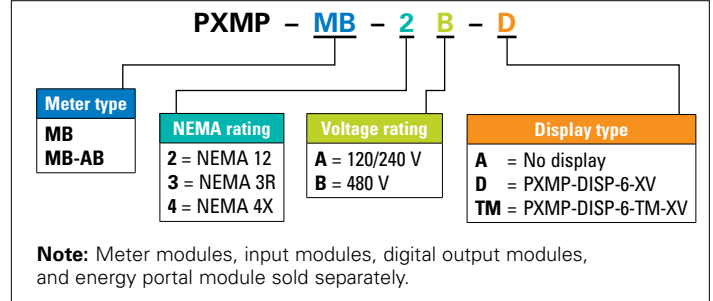 PXMP – MB – 2 B – D
Meter type
MB
MB-AB
NEMA rating
2 = NEMA 12
3 = NEMA 3R
4 = NEMA 4X
Voltage rating
A = 120/240 V
B = 480 V
Display type
A = No display
D = PXMP-DISP-6-XV
TM = PXMP-DISP-6-TM-XV
Note: Meter modules, input modules, digital output modules,
and energy portal module sold separately.